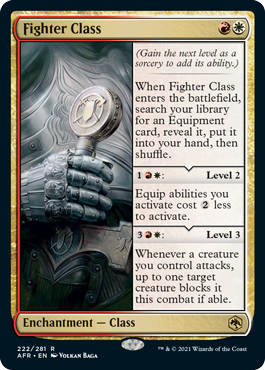 Fighter Class
(Gain the next level as a
sorcery to add its ability.)
When Fighter Class
enters the battlefield,
search your library
for an Equipment
card, reveal it, put it
into your hand, then
shuffle.
1 : Level 2
Equip abilities you
activate cost 2 less
to activate.
3 : Level 3
Whenever a creature
you control attacks,
up to one target
creature blocks it
this combat if able.
Enchantment — Class
222/281 R
AFR • EN VOLKAN BAGA
™ & © 2021 Wizards of the Coast